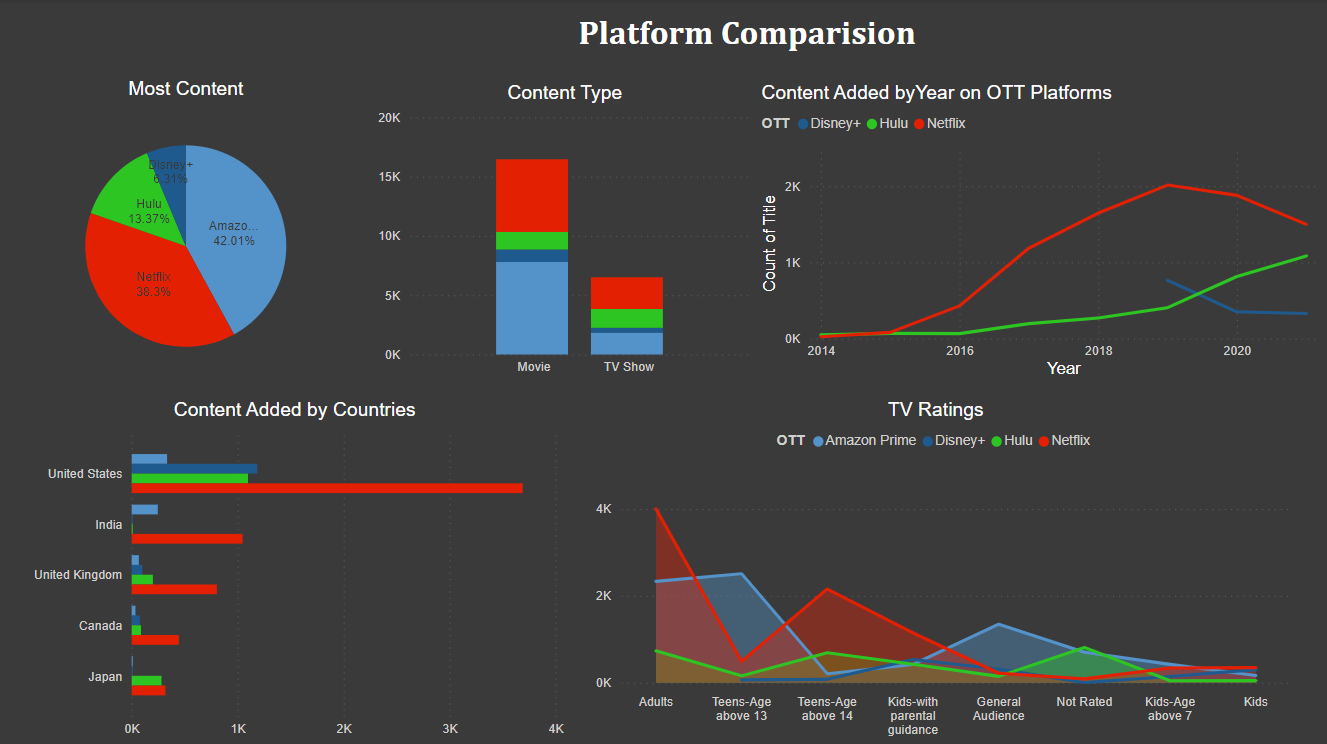 Platform Comparision
Most Content
Disney+
6.31%
Hulu
13.37%
Amazo...
42.01%
Netflix
38.3%
Content Type
20K
15K
10K
5K
0K
Movie
TV Show
Content Added byYear on OTT Platforms
OTT Disney+ Hulu Netflix
Count of Title
2K
1K
0K
2014
2016
2018
2020
Year
Content Added by Countries
United States
India
United Kingdom
Canada
Japan
0K
1K
2K
3K
4K
TV Ratings
OTT Amazon Prime Disney+ Hulu Netflix
4K
2K
0K
Adults
Teens-Age
above 13
Teens-Age
above 14
Kids-with
parental
guidance
General
Audience
Not Rated
Kids-Age
above 7
Kids